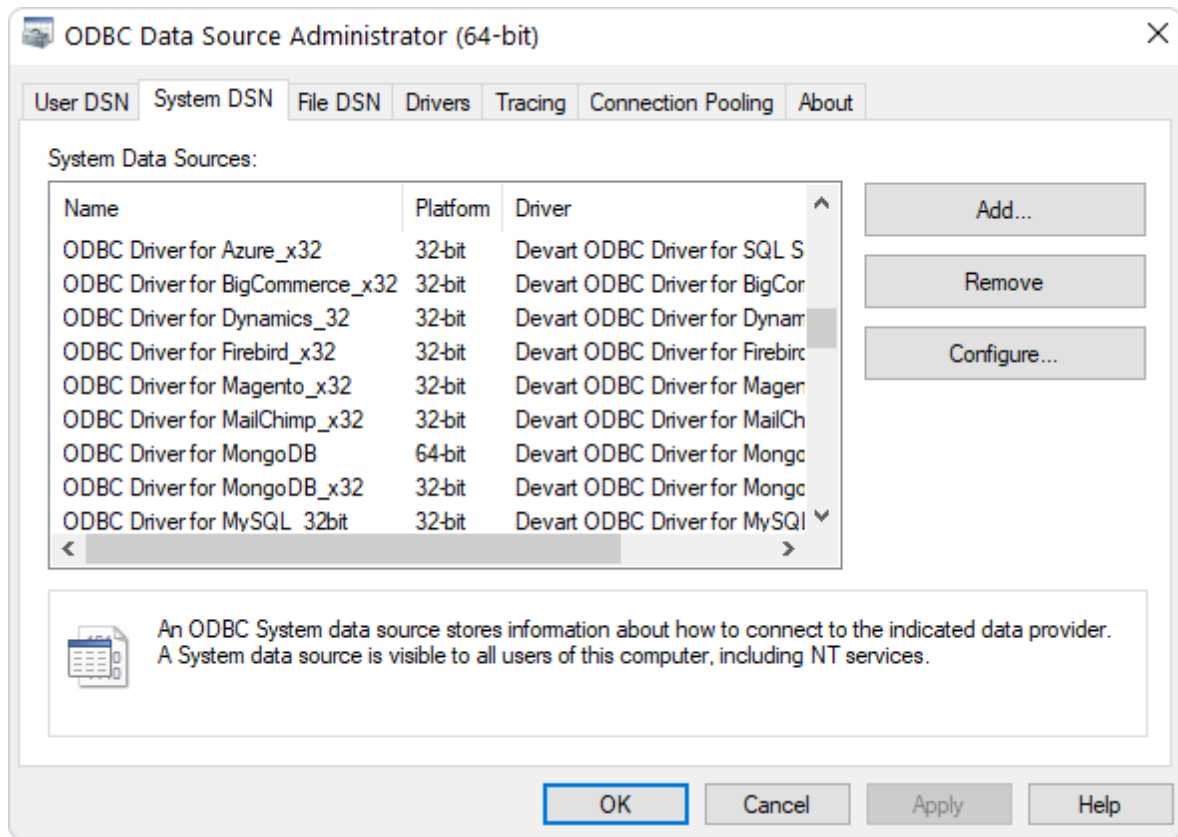 ODBC Data Source Administrator (64-bit)
User DSN System DSN File DSN Drivers Tracing Connection Pooling About
System Data Sources:
Name Platform Driver
ODBC Driver for Azure_x32 32-bit Devart ODBC Driver for SQL S
ODBC Driver for BigCommerce_x32 32-bit Devart ODBC Driver for BigCor
ODBC Driver for Dynamics_32 32-bit Devart ODBC Driver for Dynam
ODBC Driver for Firebird_x32 32-bit Devart ODBC Driver for Firebirc
ODBC Driver for Magento_x32 32-bit Devart ODBC Driver for Magen
ODBC Driver for MailChimp_x32 32-bit Devart ODBC Driver for MailCh
ODBC Driver for MongoDB 64-bit Devart ODBC Driver for Mongo
ODBC Driver for MongoDB_x32 32-bit Devart ODBC Driver for Mongo
ODBC Driver for MySQL_32bit 32-bit Devart ODBC Driver for MySQL
Add...
Remove
Configure...
An ODBC System data source stores information about how to connect to the indicated data provider.
A System data source is visible to all users of this computer, including NT services.
OK Cancel Apply Help